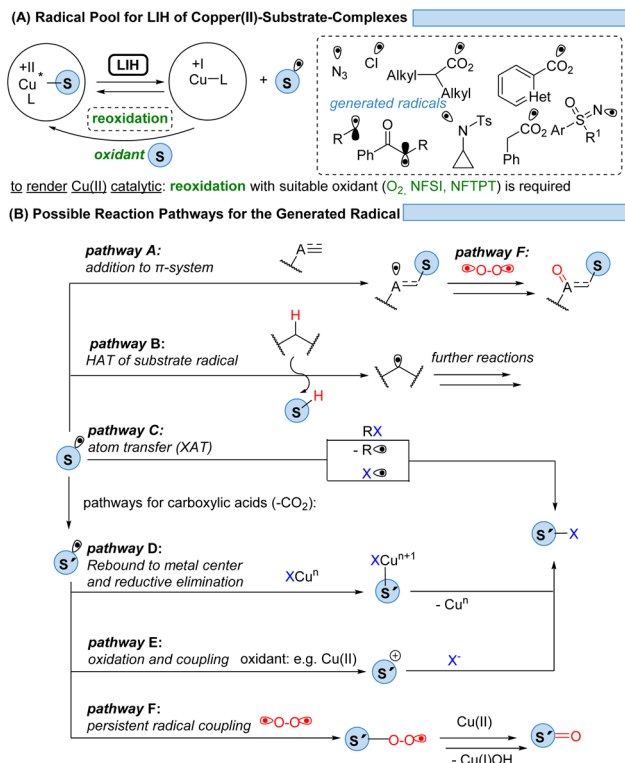 (A) Radical Pool for LIH of Copper(II)-Substrate-Complexes
+II
Cu * S
L
LIH
reoxidation
oxidant S
+I
Cu—L
+ S
N3
Cl
Alkyl CO2
Alkyl
CO2
Het
generated radicals
R
Ph O R
N Ts
CO2
Ph
O
Ar S N
R1
to render Cu(II) catalytic: reoxidation with suitable oxidant (O2, NFSI, NFTPT) is required
(B) Possible Reaction Pathways for the Generated Radical
pathway A:
addition to π-system
A
S
A
pathway F:
O-O
S
O
A
pathway B:
HAT of substrate radical
H
S H
further reactions
pathway C:
atom transfer (XAT)
S
RX
- R
X
pathways for carboxylic acids (-CO2):
S′—X
S′
pathway D:
Rebound to metal center
and reductive elimination
XCun
XCun+1
S′
- Cun
pathway E:
oxidation and coupling oxidant: e.g. Cu(II)
S′ +
X-
pathway F:
persistent radical coupling
O-O
S′—O-O
Cu(II)
- Cu(I)OH
S′=O